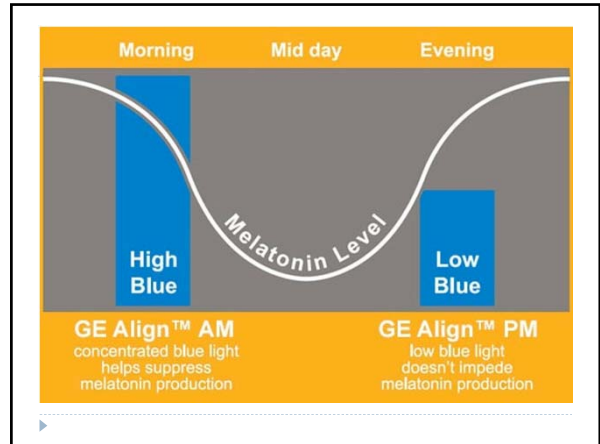 Morning Mid day Evening
Melatonin Level
High
Blue
Low
Blue
GE Align™ AM
concentrated blue light
helps suppress
melatonin production
GE Align™ PM
low blue light
doesn't impede
melatonin production